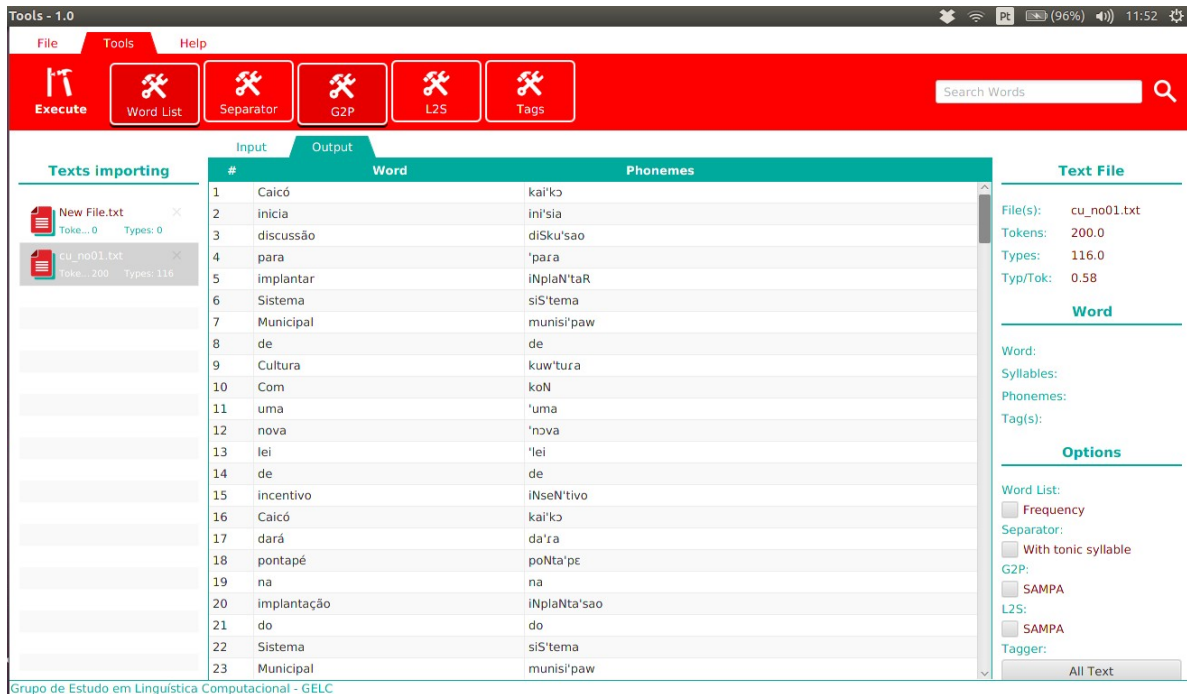 Tools - 1.0
Pt (96%) 11:52
File Tools Help
Execute Word List Separator G2P L2S Tags Search Words
Input Output
Texts importing
New File.txt
Toke... 0 Types: 0
cu_no01.txt
Toke... 200 Types: 116
# Word Phonemes
1 Caicó kai'kɔ
2 inicia ini'sia
3 discussão diSku'sao
4 para 'paɾa
5 implantar iNplaN'taR
6 Sistema siS'tema
7 Municipal munisi'paw
8 de de
9 Cultura kuw'tuɾa
10 Com koN
11 uma 'uma
12 nova 'nɔva
13 lei 'lei
14 de de
15 incentivo iNseN'tivo
16 Caicó kai'kɔ
17 dará da'ɾa
18 pontapé poNta'pɛ
19 na na
20 implantação iNplaNta'sao
21 do do
22 Sistema siS'tema
23 Municipal munisi'paw
Text File
File(s): cu_no01.txt
Tokens: 200.0
Types: 116.0
Typ/Tok: 0.58
Word
Word:
Syllables:
Phonemes:
Tag(s):
Options
Word List:
Frequency
Separator:
With tonic syllable
G2P:
SAMPA
L2S:
SAMPA
Tagger:
All Text
Grupo de Estudo em Linguística Computacional - GELC